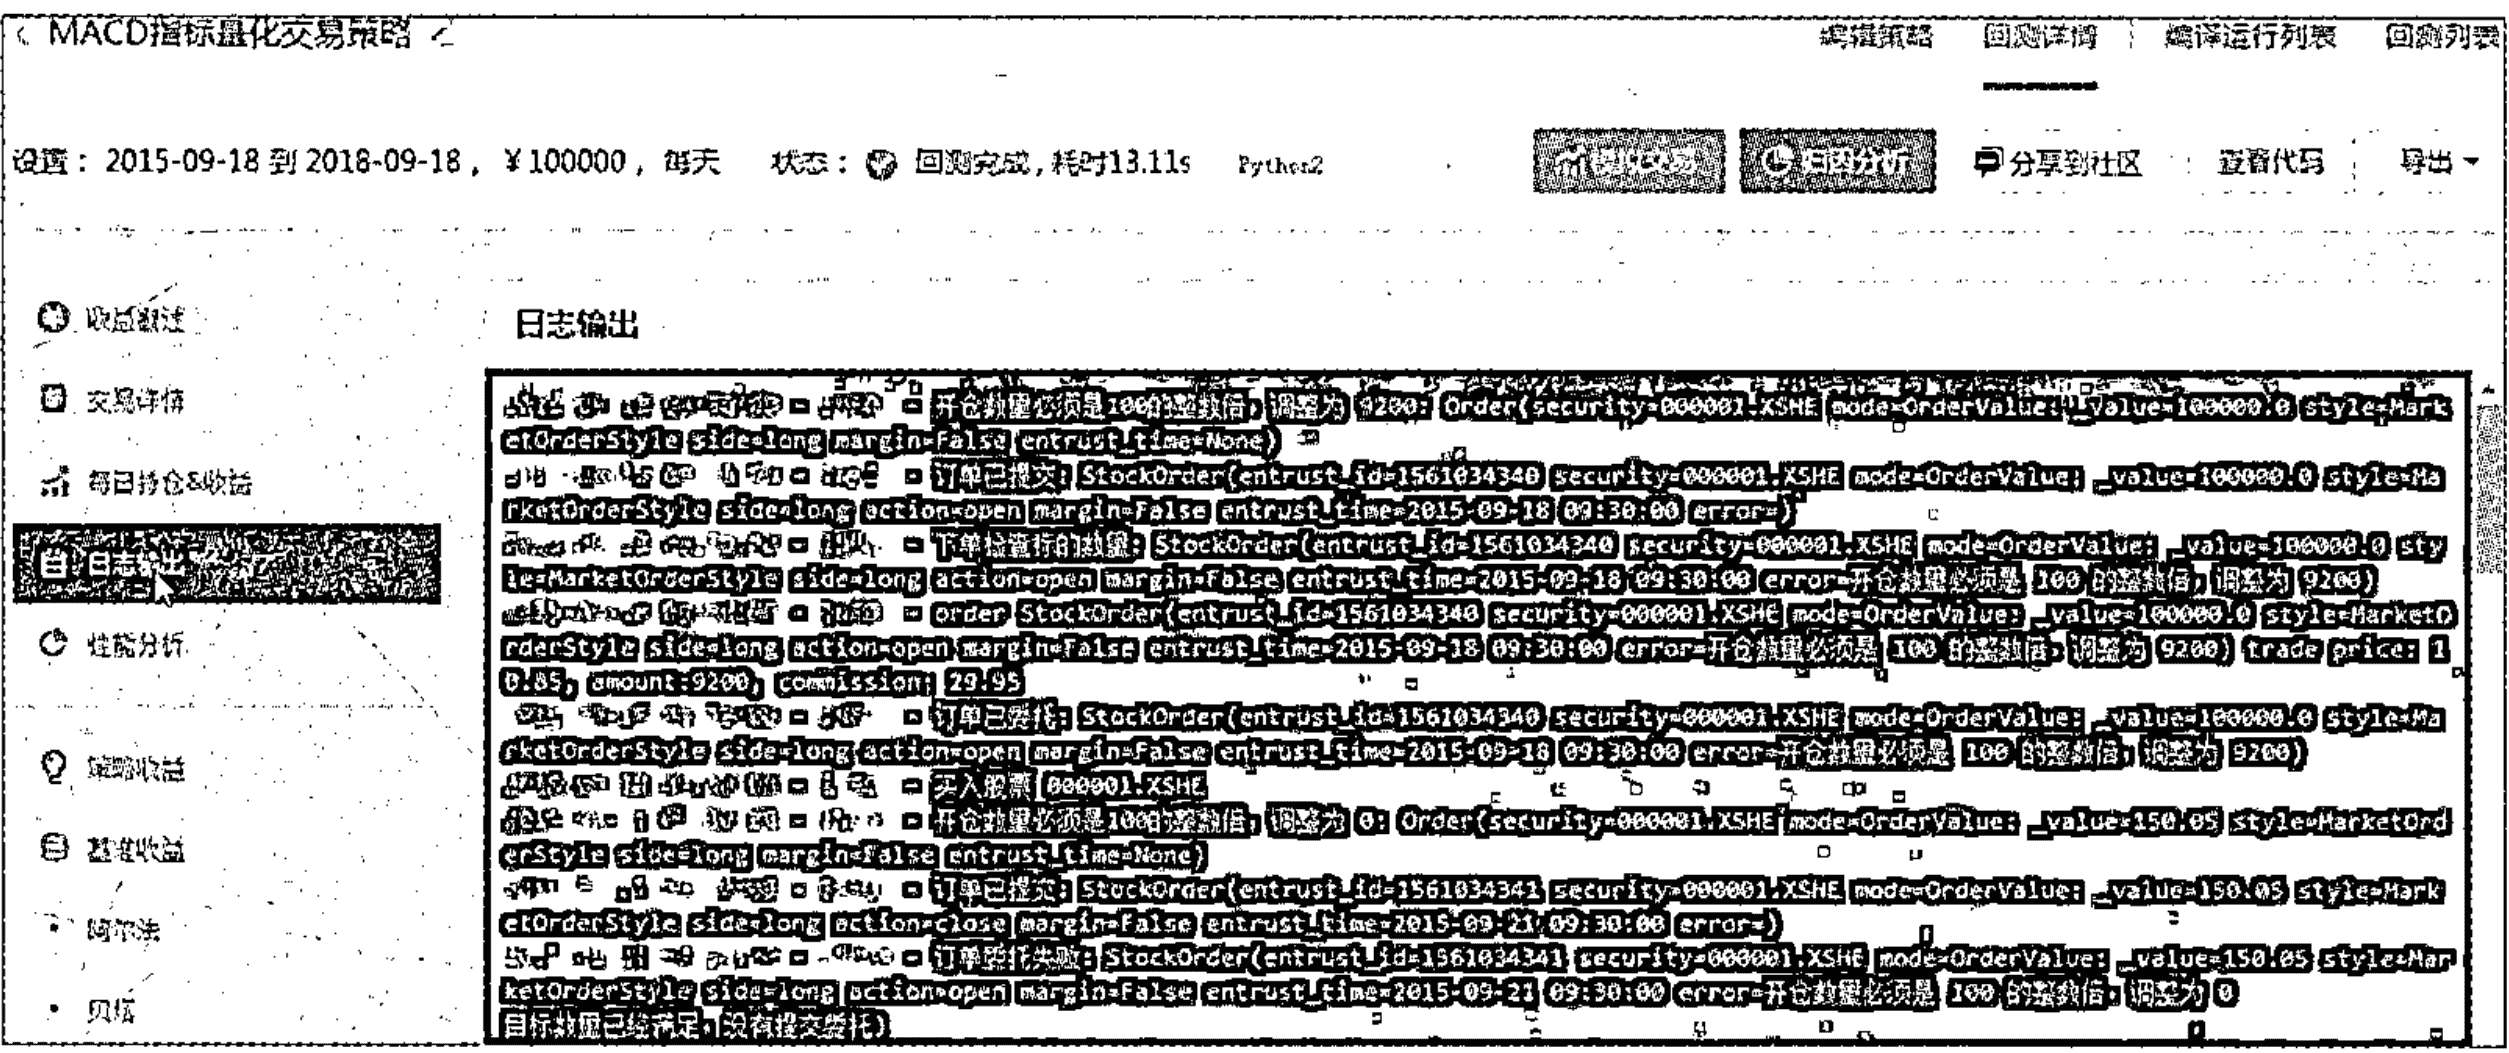 MACD指标量化交易策略
编辑策略 回测详情 编译运行列表 回测列表
设置： 2015-09-18 到 2018-09-18， ￥100000， 每天 状态： 回测完成，耗时13.11s Python2 模拟交易 归因分析 分享到社区 查看代码 导出
收益概述
交易详情
每日持仓&收益
日志输出
性能分析
策略收益
基准收益
阿尔法
贝塔
日志输出
- 开仓数量必须是100的整数倍，调整为 9200: Order(security=000001.XSHE mode=OrderValue: _value=100000.0 style=Mark
etOrderStyle side=long margin=False entrust_time=None)
- 订单已提交: StockOrder(entrust_id=1561034340 security=000001.XSHE mode=OrderValue: _value=100000.0 style=Ma
rketOrderStyle side=long action=open margin=False entrust_time=2015-09-18 09:30:00 error=)
- 下单检查行的数量: StockOrder(entrust_id=1561034340 security=000001.XSHE mode=OrderValue: _value=100000.0 sty
le=MarketOrderStyle side=long action=open margin=False entrust_time=2015-09-18 09:30:00 error=开仓数量必须是 100 的整数倍，调整为 9200)
- order StockOrder(entrust_id=1561034340 security=000001.XSHE mode=OrderValue: _value=100000.0 style=MarketO
rderStyle side=long action=open margin=False entrust_time=2015-09-18 09:30:00 error=开仓数量必须是 100 的整数倍，调整为 9200) trade price: 1
0.85, amount:9200, commission: 29.95
- 订单已委托: StockOrder(entrust_id=1561034340 security=000001.XSHE mode=OrderValue: _value=100000.0 style=Ma
rketOrderStyle side=long action=open margin=False entrust_time=2015-09-18 09:30:00 error=开仓数量必须是 100 的整数倍，调整为 9200)
- 买入股票 000001.XSHE
- 开仓数量必须是100的整数倍，调整为 0: Order(security=000001.XSHE mode=OrderValue: _value=150.05 style=MarketOrd
erStyle side=long margin=False entrust_time=None)
- 订单已提交: StockOrder(entrust_id=1561034341 security=000001.XSHE mode=OrderValue: _value=150.05 style=Mark
etOrderStyle side=long action=close margin=False entrust_time=2015-09-21 09:30:00 error=)
- 订单委托失败: StockOrder(entrust_id=1561034341 security=000001.XSHE mode=OrderValue: _value=150.05 style=Mar
ketOrderStyle side=long action=open margin=False entrust_time=2015-09-21 09:30:00 error=开仓数量必须是 100 的整数倍，调整为 0
目标数量已经满足，没有提交委托)